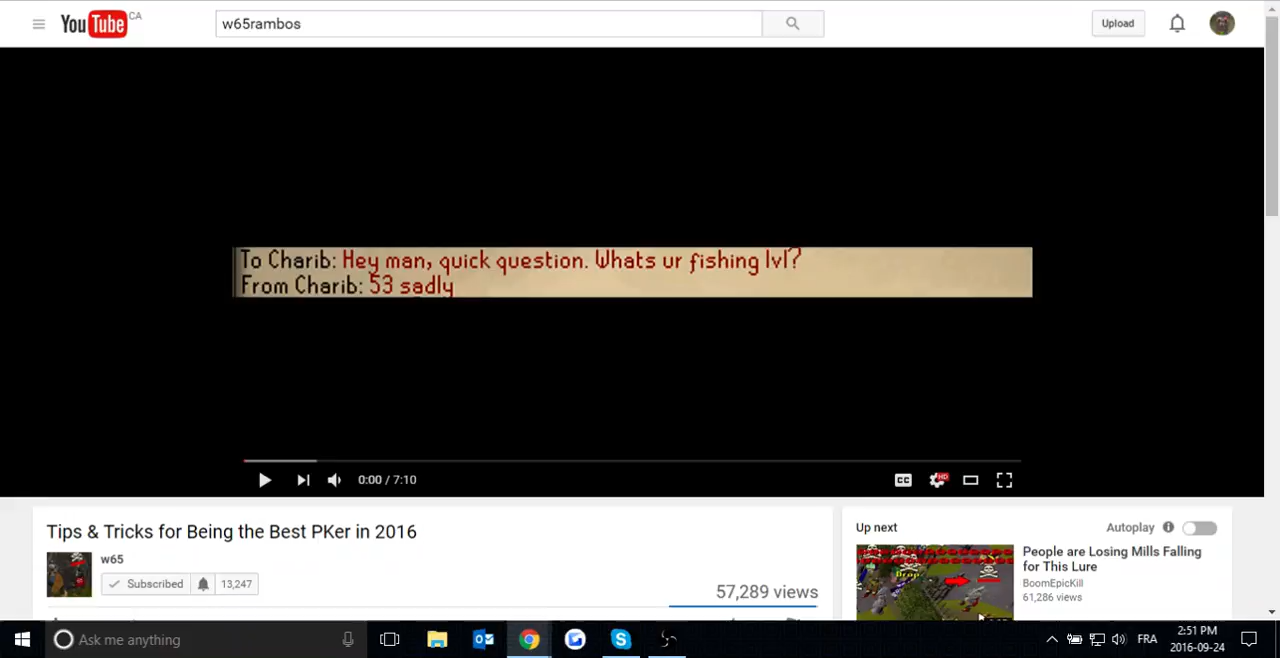 YouTube CA
w65rambos
Upload
To Charib: Hey man, quick question. Whats ur fishing lvl?
From Charib: 53 sadly
0:00 / 7:10
CC
HD
Tips & Tricks for Being the Best PKer in 2016
w65
Subscribed 13,247
57,289 views
Up next
Autoplay
Drop
People are Losing Mills Falling
for This Lure
BoomEpicKill
61,286 views
Ask me anything
FRA
2:51 PM
2016-09-24